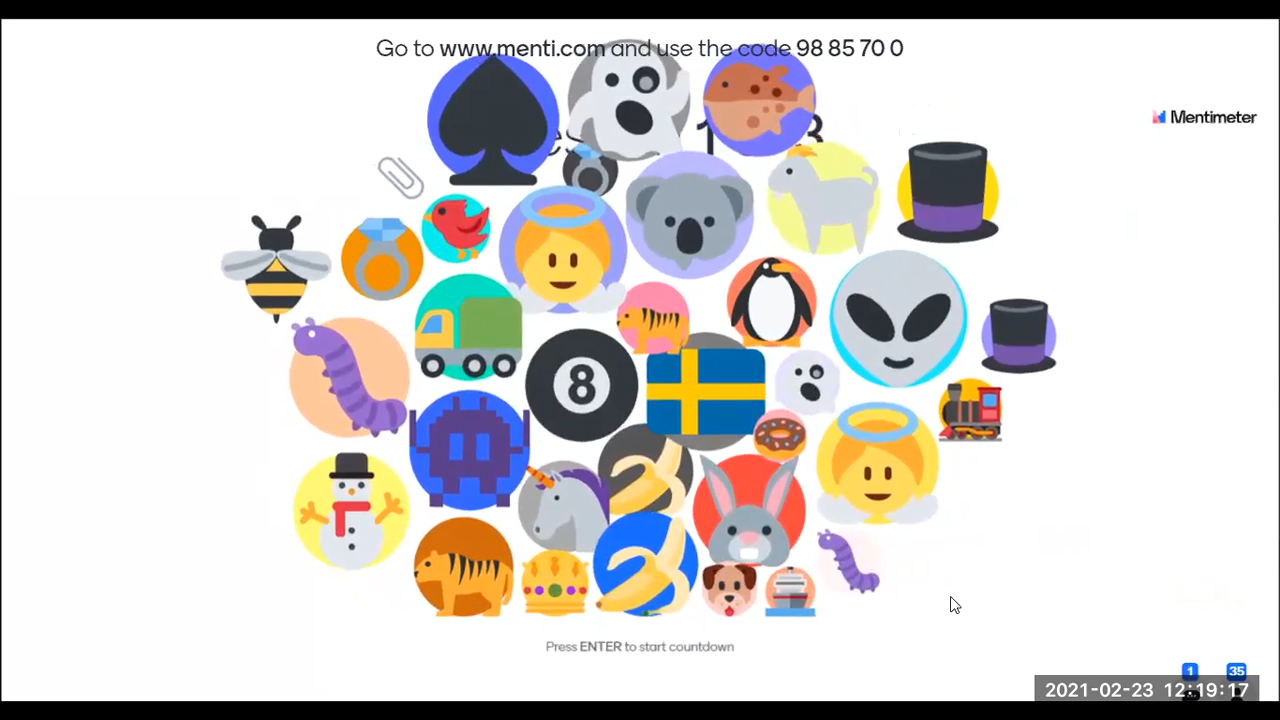 Go to www.menti.com and use the code 98 85 70 0
Mentimeter
8
Press ENTER to start countdown
1 35
2021-02-23 12:19:17